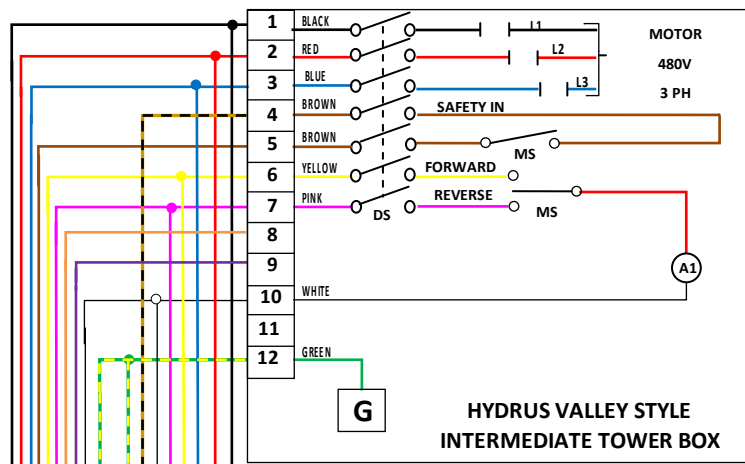 1 BLACK L1
2 RED L2 MOTOR
3 BLUE L3 480V
4 BROWN SAFETY IN 3 PH
5 BROWN MS
6 YELLOW FORWARD
7 PINK REVERSE
DS MS
8
9 A1
10 WHITE
11
12 GREEN
G
HYDRUS VALLEY STYLE
INTERMEDIATE TOWER BOX